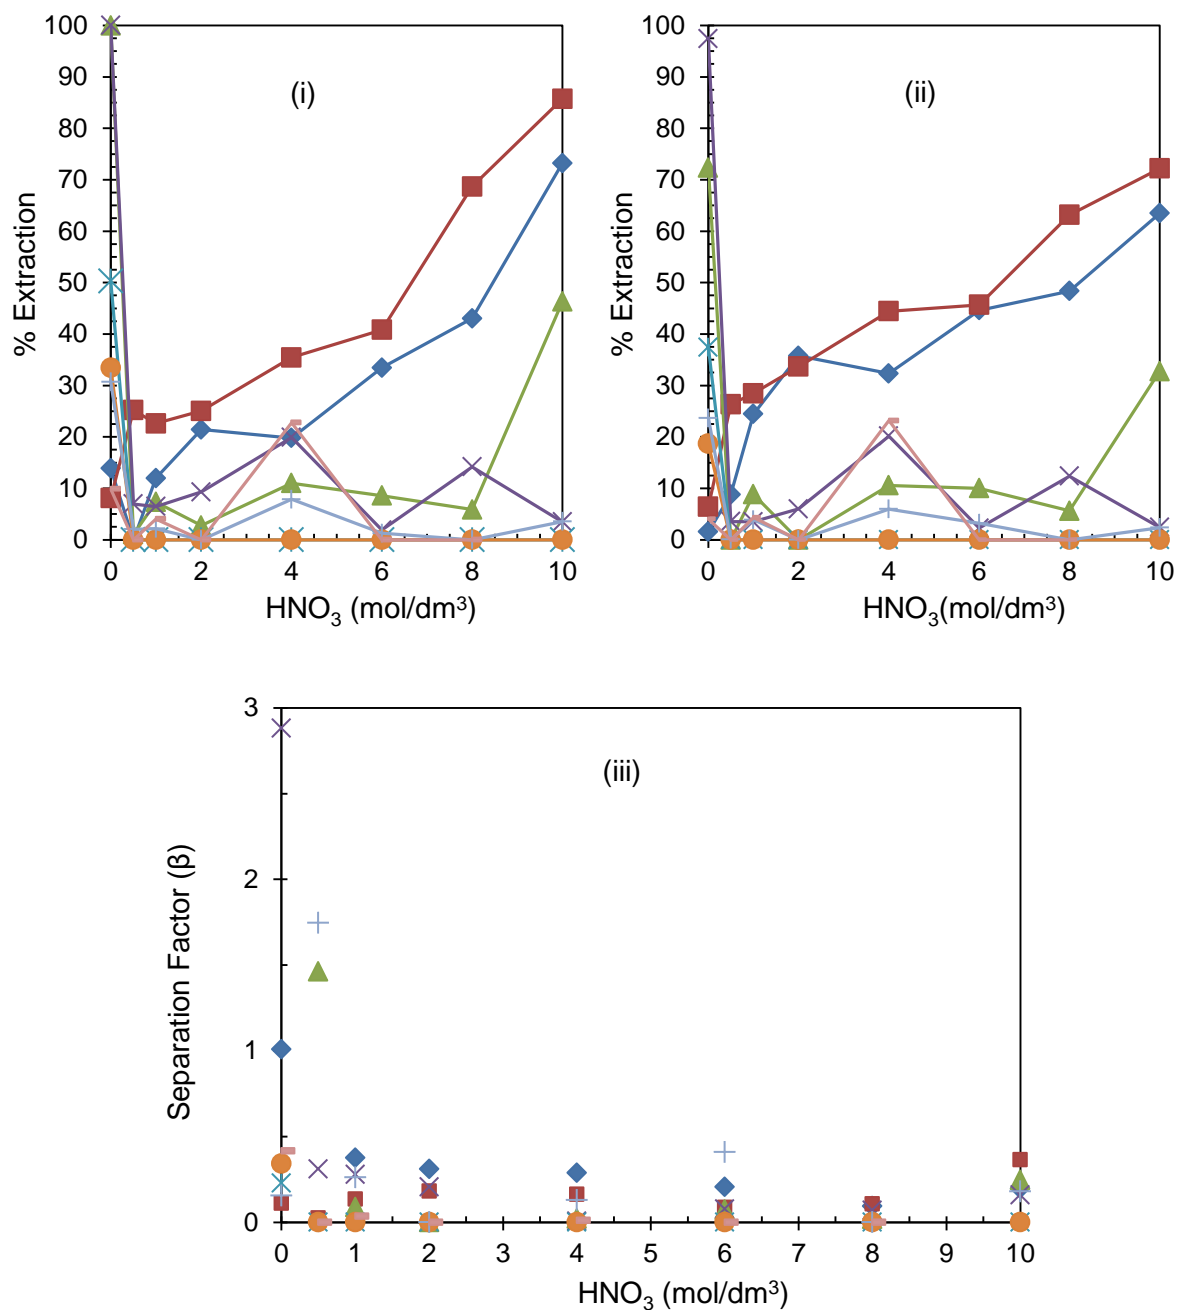 (i)
% Extraction
100
90
80
70
60
50
40
30
20
10
0
0 2 4 6 8 10
HNO₃ (mol/dm³)
(ii)
% Extraction
100
90
80
70
60
50
40
30
20
10
0
0 2 4 6 8 10
HNO₃(mol/dm³)
(iii)
Separation Factor (β)
3
2
1
0
0 1 2 3 4 5 6 7 8 9 10
HNO₃ (mol/dm³)